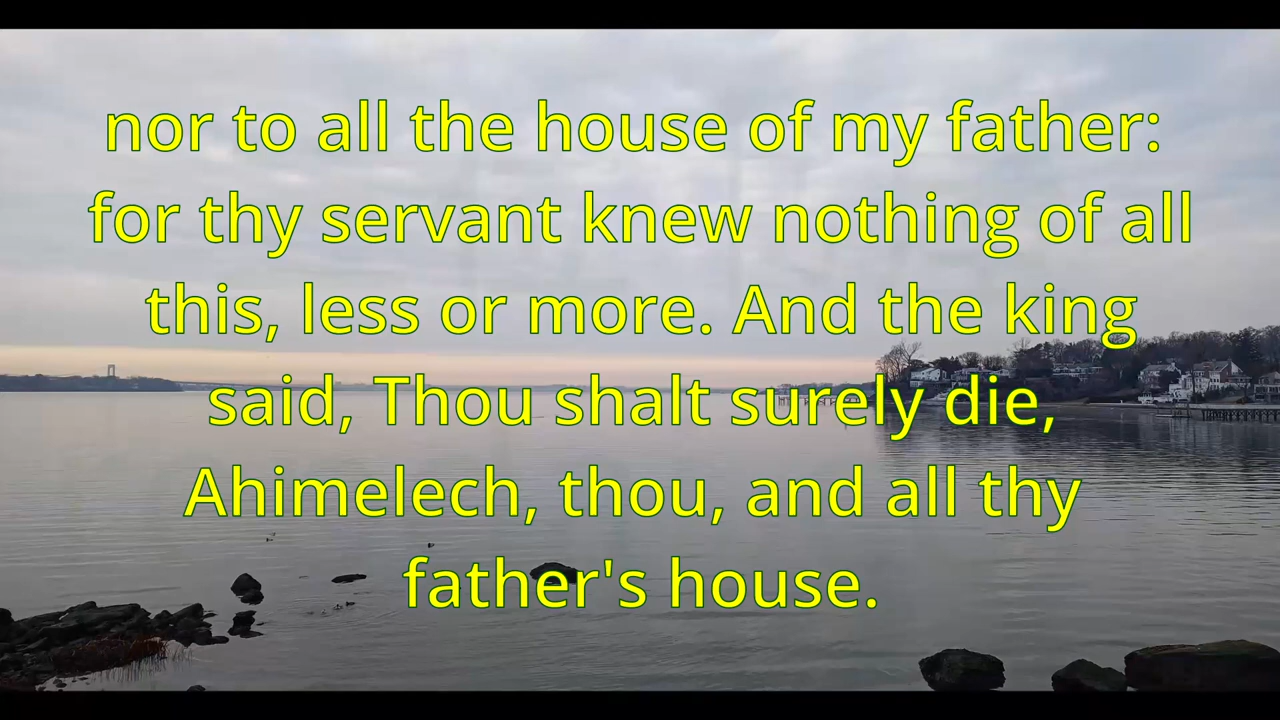 nor to all the house of my father:
for thy servant knew nothing of all
this, less or more. And the king
said, Thou shalt surely die,
Ahimelech, thou, and all thy
father's house.